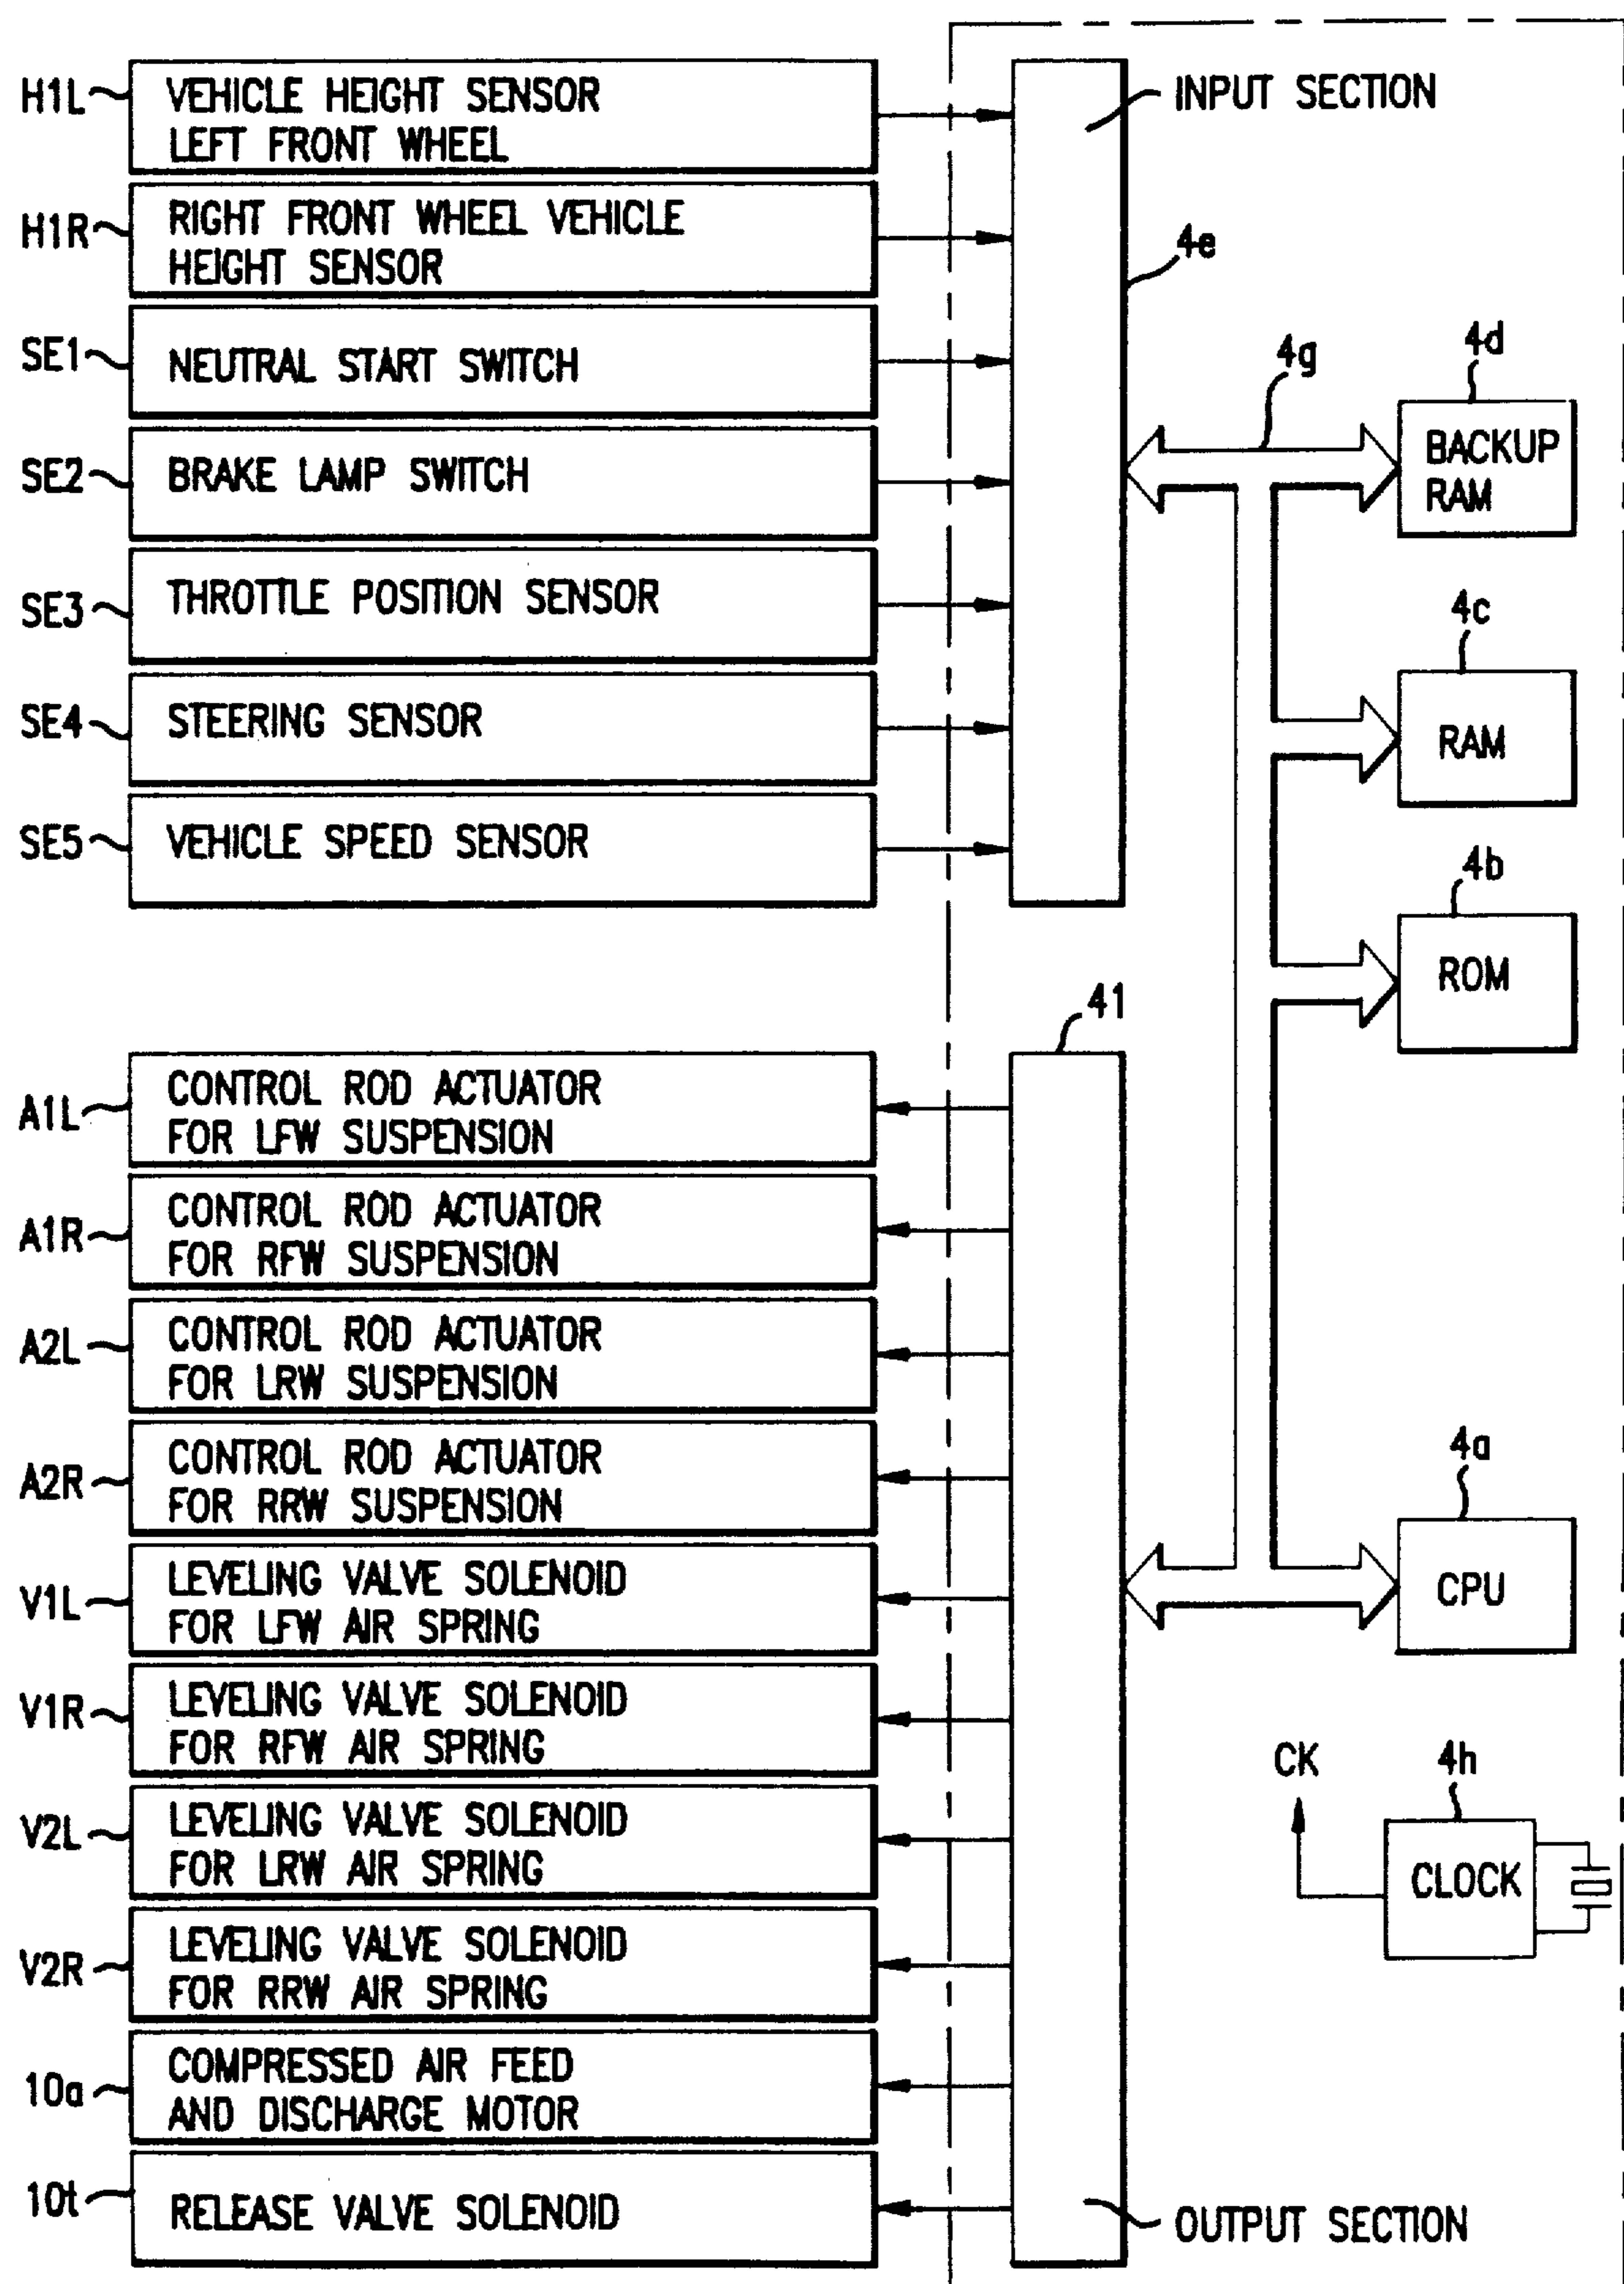 H1L
VEHICLE HEIGHT SENSOR
LEFT FRONT WHEEL
INPUT SECTION
H1R
RIGHT FRONT WHEEL VEHICLE
HEIGHT SENSOR
4e
SE1
NEUTRAL START SWITCH
4g
4d
SE2
BRAKE LAMP SWITCH
BACKUP
RAM
SE3
THROTTLE POSITION SENSOR
4c
SE4
STEERING SENSOR
RAM
SE5
VEHICLE SPEED SENSOR
4b
ROM
41
A1L
CONTROL ROD ACTUATOR
FOR LFW SUSPENSION
A1R
CONTROL ROD ACTUATOR
FOR RFW SUSPENSION
A2L
CONTROL ROD ACTUATOR
FOR LRW SUSPENSION
A2R
CONTROL ROD ACTUATOR
FOR RRW SUSPENSION
4a
CPU
V1L
LEVELING VALVE SOLENOID
FOR LFW AIR SPRING
V1R
LEVELING VALVE SOLENOID
FOR RFW AIR SPRING
CK
4h
V2L
LEVELING VALVE SOLENOID
FOR LRW AIR SPRING
CLOCK
V2R
LEVELING VALVE SOLENOID
FOR RRW AIR SPRING
10a
COMPRESSED AIR FEED
AND DISCHARGE MOTOR
10t
RELEASE VALVE SOLENOID
OUTPUT SECTION